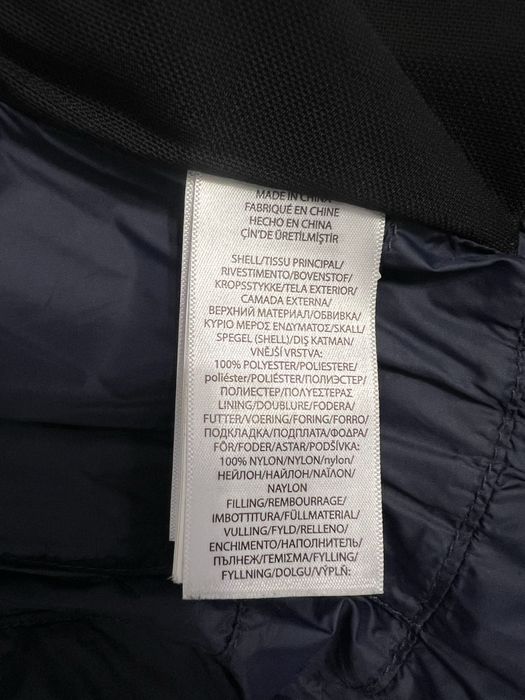 MADE IN CHINA
FABRIQUÉ EN CHINE
HECHO EN CHINA
ÇİN'DE ÜRETİLMİŞTİR
SHELL/TISSU PRINCIPAL/
RIVESTIMENTO/BOVENSTOF/
KROPSSTYKKE/TELA EXTERIOR/
CAMADA EXTERNA/
ВЕРХНИЙ МАТЕРИАЛ/ОБВИВКА/
ΚΥΡΙΟ ΜΕΡΟΣ ΕΝΔΥΜΑΤΟΣ/SKALL/
SPEGEL (SHELL)/DIŞ KATMAN/
VNĚJŠÍ VRSTVA:
100% POLYESTER/POLIESTERE/
poliéster/POLIÉSTER/ПОЛИЭСТЕР/
ПОЛИЕСТЕР/ΠΟΛΥΕΣΤΕΡΑΣ
LINING/DOUBLURE/FODERA/
FUTTER/VOERING/FORING/FORRO/
ПОДКЛАДКА/ПОДПЛАТА/ΦΟΔΡΑ/
FÔR/FODER/ASTAR/PODŠÍVKA:
100% NYLON/NYLON/nylon/
НЕЙЛОН/НАЙЛОН/ΝΑΪΛΟΝ/
NAYLON
FILLING/REMBOURRAGE/
IMBOTTITURA/FÜLLMATERIAL/
VULLING/FYLD/RELLENO/
ENCHIMENTO/НАПОЛНИТЕЛЬ/
ПЪЛНЕЖ/ΓΕΜΙΣΜΑ/FYLLING/
FYLLNING/DOLGU/VÝPLŇ: